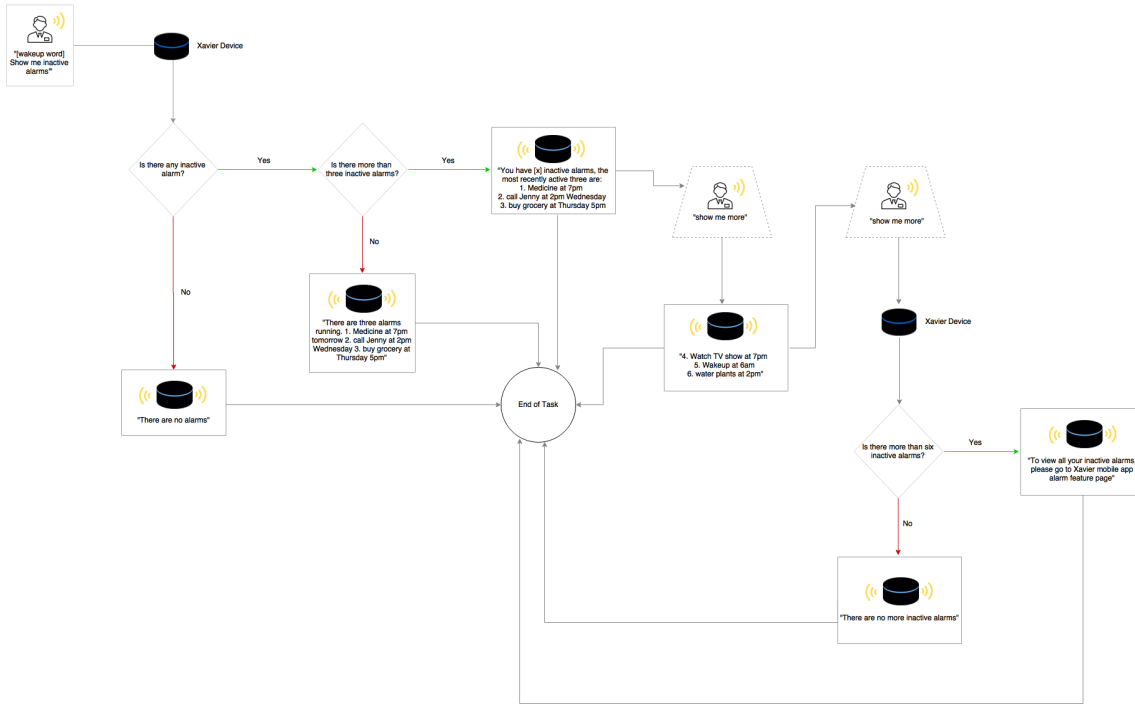 "[wakeup word]
Show me inactive
alarms"'
Xavier Device
Is there any inactive
alarm?
Yes
Is there more than
three inactive alarms?
Yes
"You have [x] inactive alarms, the
most recently active three are:
1. Medicine at 7pm
2. call Jenny at 2pm Wednesday
3. buy grocery at Thursday 5pm
"show me more"
"show me more"
No
No
"There are three alarms
running. 1. Medicine at 7pm
tomorrow 2. call Jenny at 2pm
Wednesday 3. buy grocery at
Thursday 5pm"
"4. Watch TV show at 7pm
5. Wakeup at 6am
6. water plants at 2pm"
Xavier Device
"There are no alarms"
End of Task
Is there more than six
inactive alarms?
Yes
"To view all your inactive alarms,
please go to Xavier mobile app
alarm feature page"
No
"There are no more inactive alarms"